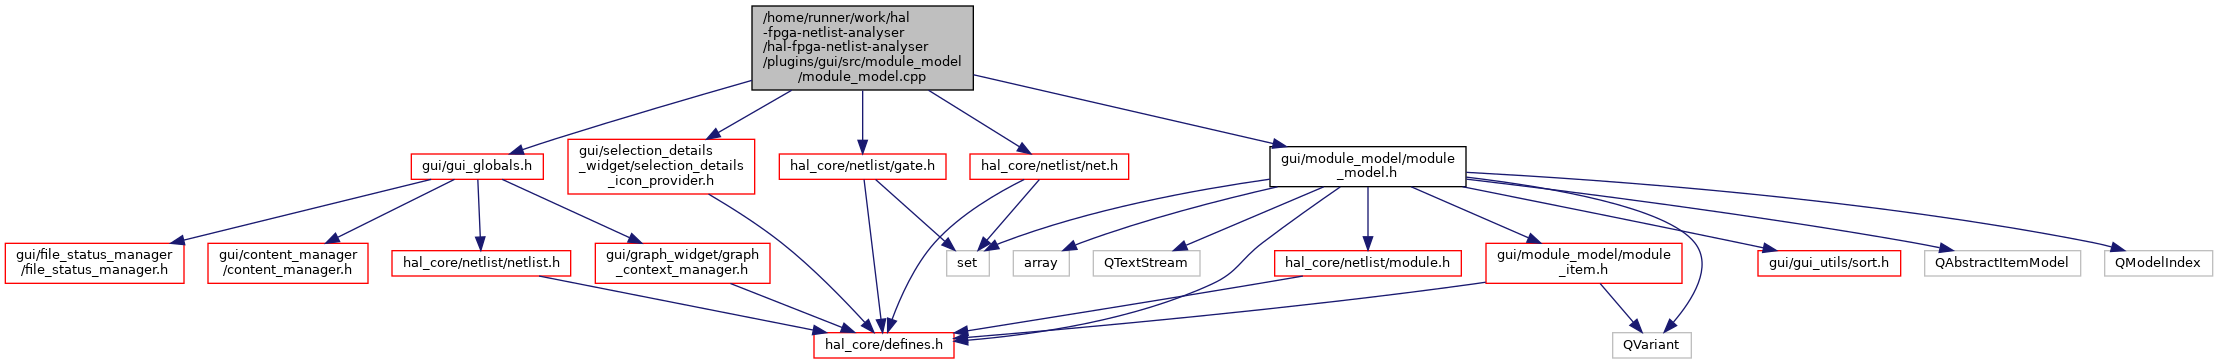 /home/runner/work/hal
-fpga-netlist-analyser
/hal-fpga-netlist-analyser
/plugins/gui/src/module_model
/module_model.cpp
gui/gui_globals.h
gui/selection_details
_widget/selection_details
_icon_provider.h
hal_core/netlist/gate.h
hal_core/netlist/net.h
gui/module_model/module
_model.h
gui/file_status_manager
/file_status_manager.h
gui/content_manager
/content_manager.h
hal_core/netlist/netlist.h
gui/graph_widget/graph
_context_manager.h
set
array
QTextStream
hal_core/netlist/module.h
gui/module_model/module
_item.h
gui/gui_utils/sort.h
QAbstractItemModel
QModelIndex
hal_core/defines.h
QVariant